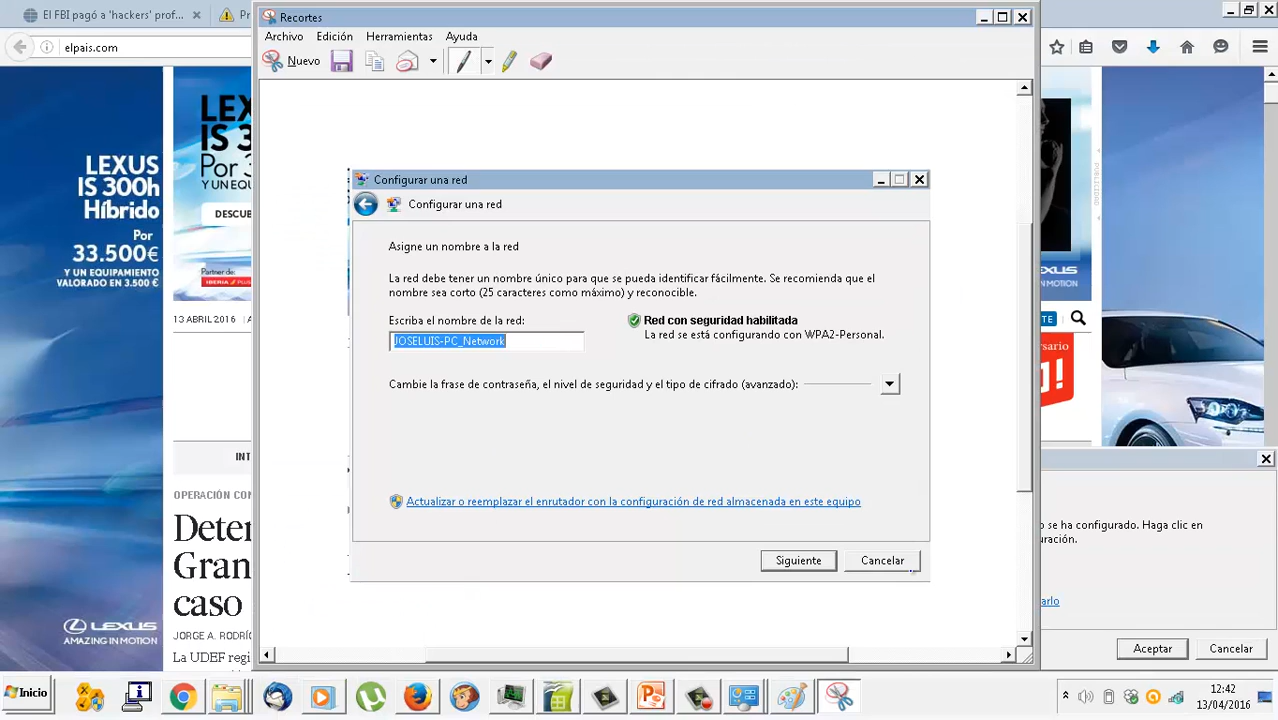 El FBI pagó a 'hackers' prof...
Recortes
elpais.com
Archivo
Edición
Herramientas
Ayuda
Nuevo
LEXUS
IS 300h
Híbrido
Por
33.500€
Y UN EQUIPAMIENTO
VALORADO EN 3.500 €
LEXUS
AMAZING IN MOTION
IS 3
Por 3
Y UN EQU
DESCUB
Partner de:
IBERIA PLUS
13 ABRIL 2016
INT
OPERACIÓN CON
Deter
Gran
caso
JORGE A. RODRÍG
La UDEF regi
Configurar una red
Configurar una red
Asigne un nombre a la red
La red debe tener un nombre único para que se pueda identificar fácilmente. Se recomienda que el
nombre sea corto (25 caracteres como máximo) y reconocible.
Escriba el nombre de la red:
JOSELUIS-PC_Network
Red con seguridad habilitada
La red se está configurando con WPA2-Personal.
Cambie la frase de contraseña, el nivel de seguridad y el tipo de cifrado (avanzado):
Actualizar o reemplazar el enrutador con la configuración de red almacenada en este equipo
Siguiente
Cancelar
o se ha configurado. Haga clic en
uración.
arlo
Aceptar
Cancelar
Inicio
12:42
13/04/2016